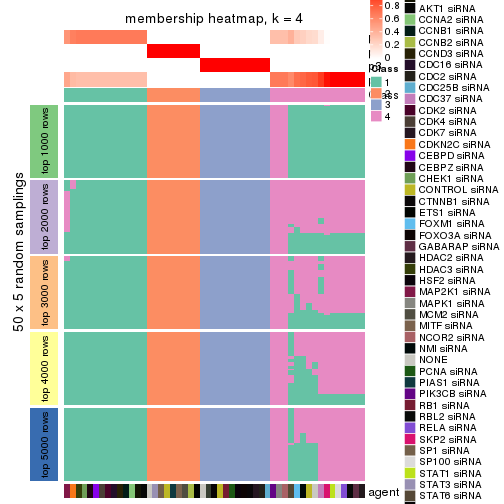 membership heatmap, k = 4
50 x 5 random samplings
top 1000 rows
top 2000 rows
top 3000 rows
top 4000 rows
top 5000 rows
0.8
0.6
0.4
0.2
0
Class
1
2
3
4
agent
AKT1 siRNA
CCNA2 siRNA
CCNB1 siRNA
CCNB2 siRNA
CCND3 siRNA
CDC16 siRNA
CDC2 siRNA
CDC25B siRNA
CDC37 siRNA
CDK2 siRNA
CDK4 siRNA
CDK7 siRNA
CDKN2C siRNA
CEBPD siRNA
CEBPZ siRNA
CHEK1 siRNA
CONTROL siRNA
CTNNB1 siRNA
ETS1 siRNA
FOXM1 siRNA
FOXO3A siRNA
GABARAP siRNA
HDAC2 siRNA
HDAC3 siRNA
HSF2 siRNA
MAP2K1 siRNA
MAPK1 siRNA
MCM2 siRNA
MITF siRNA
NCOR2 siRNA
NMI siRNA
NONE
PCNA siRNA
PIAS1 siRNA
PIK3CB siRNA
RB1 siRNA
RBL2 siRNA
RELA siRNA
SKP2 siRNA
SP1 siRNA
SP100 siRNA
STAT1 siRNA
STAT3 siRNA
STAT6 siRNA